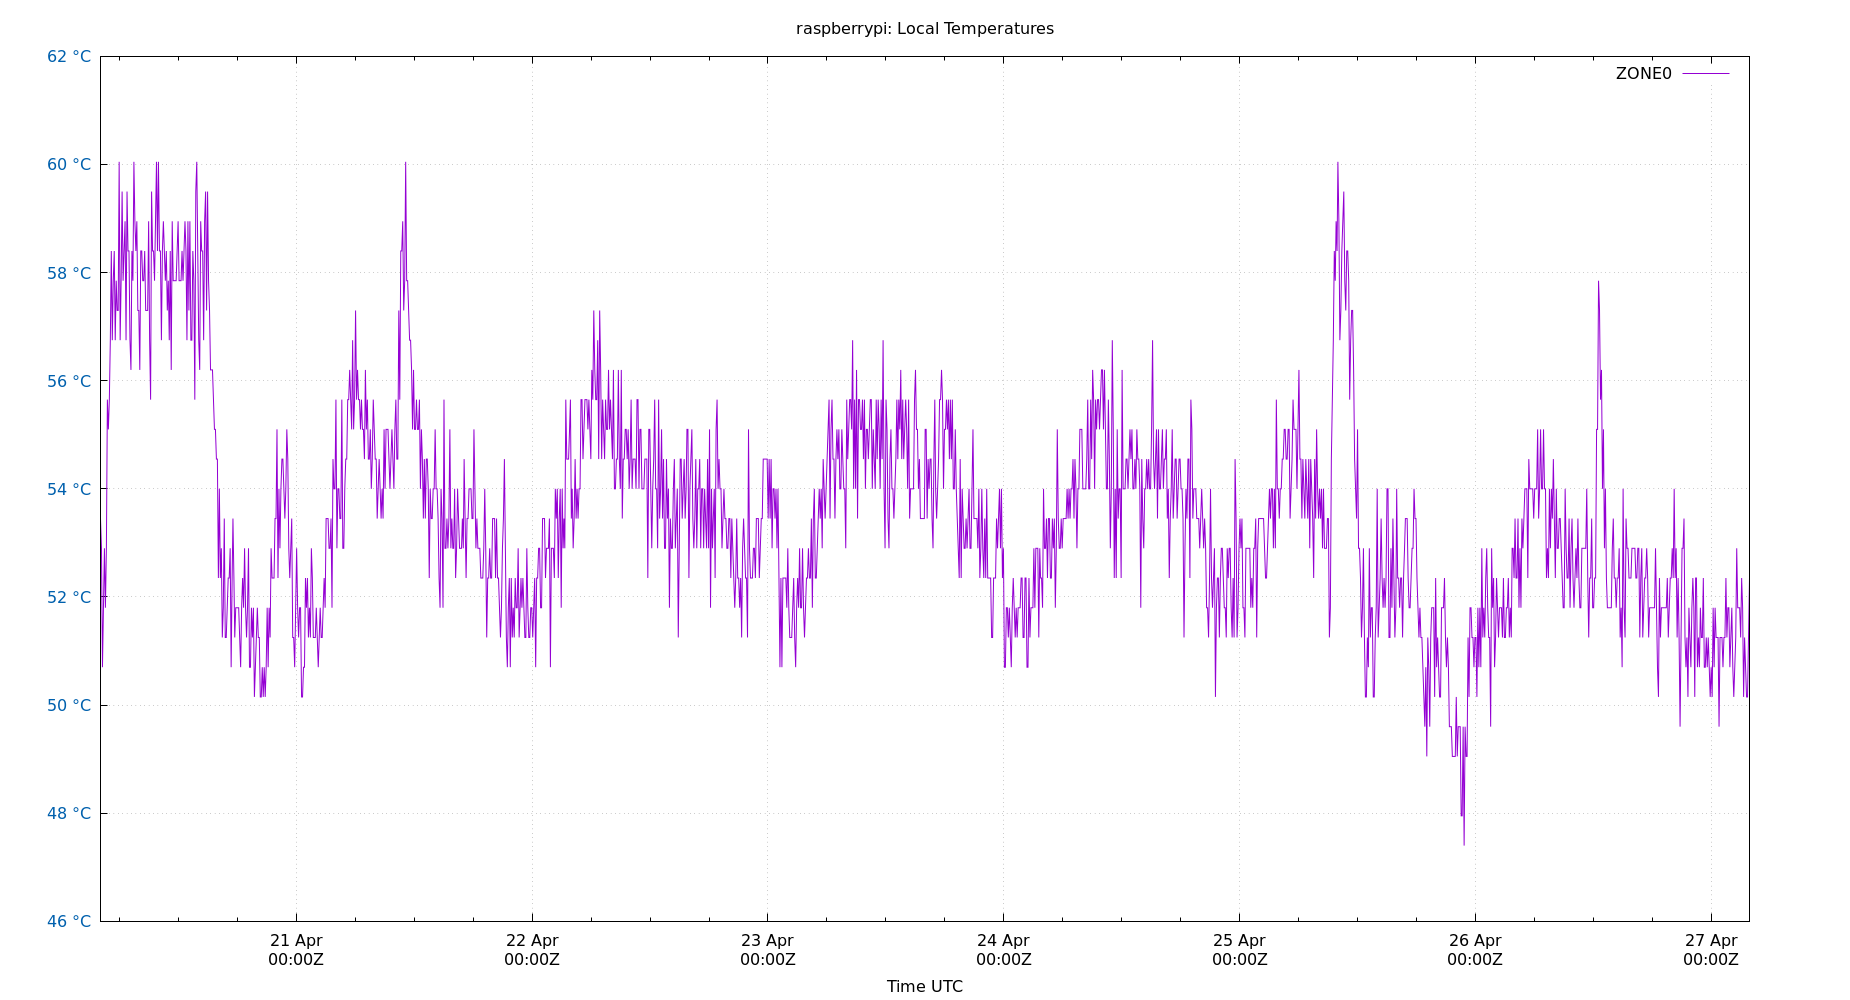 raspberrypi: Local Temperatures
62 °C
ZONE0
60 °C
58 °C
56 °C
54 °C
52 °C
50 °C
48 °C
46 °C
21 Apr 22 Apr 23 Apr 24 Apr 25 Apr 26 Apr 27 Apr
00:00Z 00:00Z 00:00Z 00:00Z 00:00Z 00:00Z 00:00Z
Time UTC